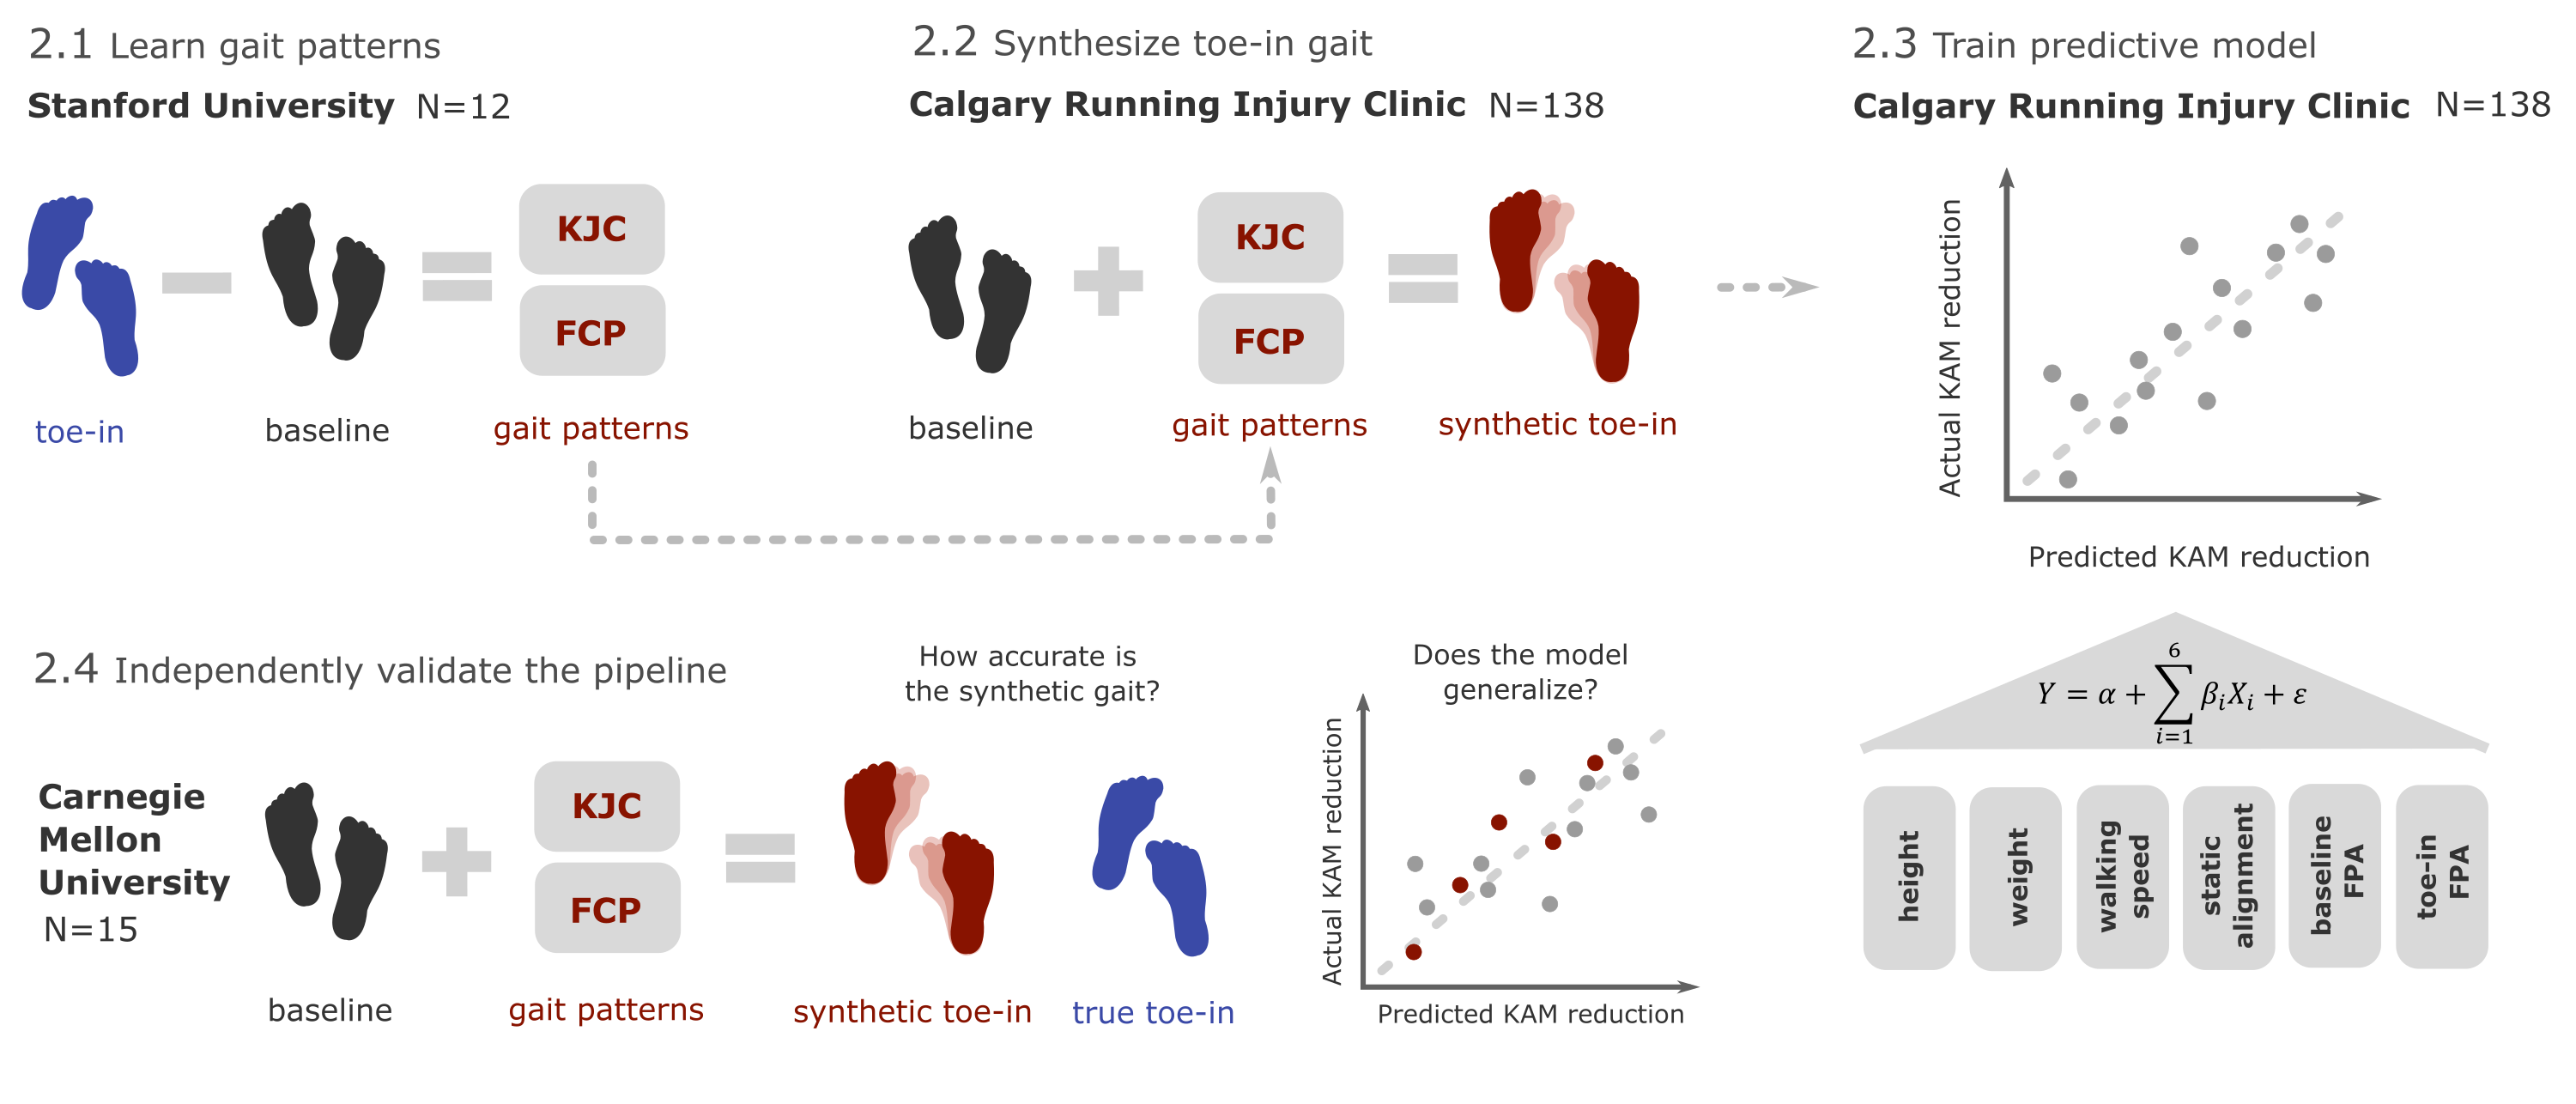 2.1 Learn gait patterns
Stanford University N=12
KJC
FCP
toe-in
baseline
gait patterns
2.2 Synthesize toe-in gait
Calgary Running Injury Clinic N=138
KJC
FCP
baseline
gait patterns
synthetic toe-in
2.3 Train predictive model
Calgary Running Injury Clinic N=138
Actual KAM reduction
Predicted KAM reduction
6
Y = α + ∑ βᵢXᵢ + ε
i=1
height
weight
walking
speed
static
alignment
baseline
FPA
toe-in
FPA
2.4 Independently validate the pipeline
Carnegie
Mellon
University
N=15
KJC
FCP
baseline
gait patterns
How accurate is
the synthetic gait?
synthetic toe-in
true toe-in
Does the model
generalize?
Actual KAM reduction
Predicted KAM reduction